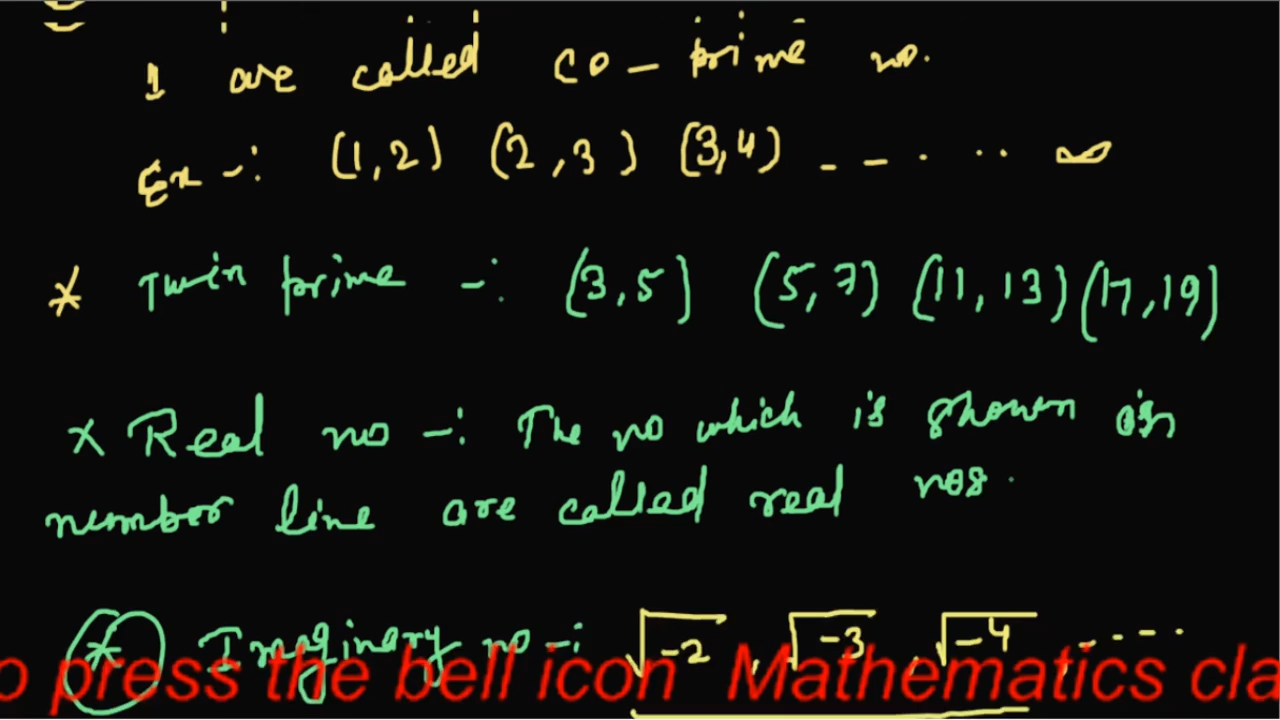 1 are called co-prime no.
Ex -: (1,2) (2,3) (3,4) - - . . . ∞
* Twin prime -: (3,5) (5,7) (11,13) (17,19)
* Real no -: The no which is shown on
number line are called real nos.
* Imaginary no -: √-2, √-3, √-4, ----
o press the bell icon Mathematics cla